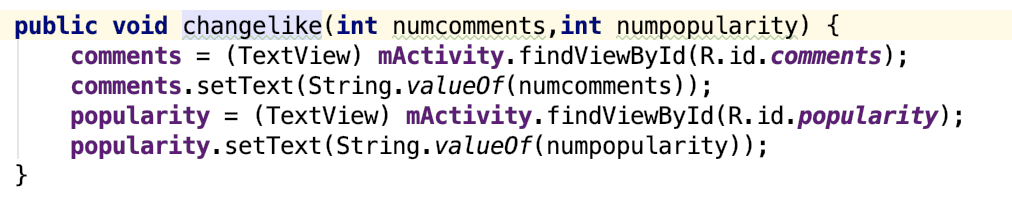 public void changelike(int numcomments,int numpopularity) {
    comments = (TextView) mActivity.findViewById(R.id.comments);
    comments.setText(String.valueOf(numcomments));
    popularity = (TextView) mActivity.findViewById(R.id.popularity);
    popularity.setText(String.valueOf(numpopularity));
}